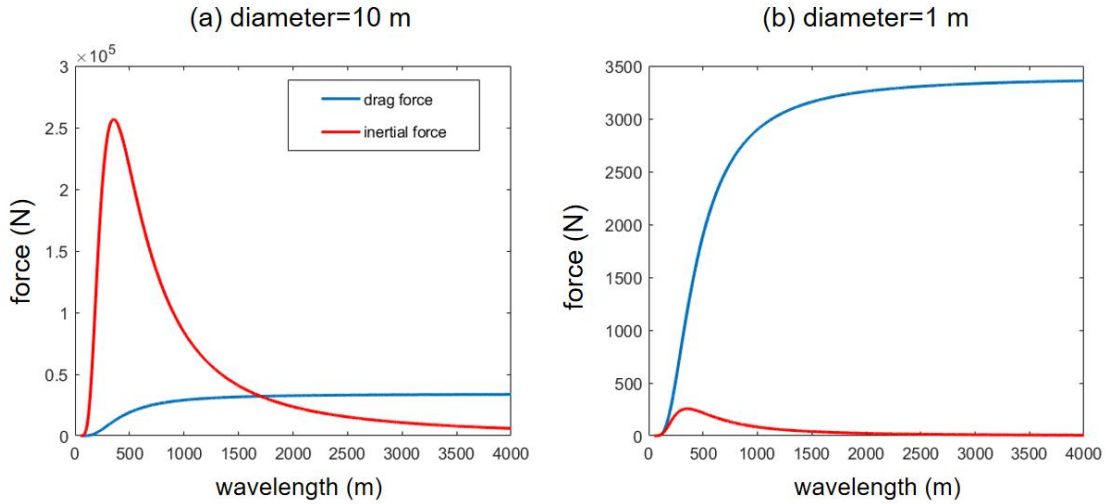 (a) diameter=10 m
×10⁵
3
2.5
2
1.5
1
0.5
0
0 500 1000 1500 2000 2500 3000 3500 4000
force (N)
wavelength (m)
drag force
inertial force
(b) diameter=1 m
3500
3000
2500
2000
1500
1000
500
0
0 500 1000 1500 2000 2500 3000 3500 4000
force (N)
wavelength (m)